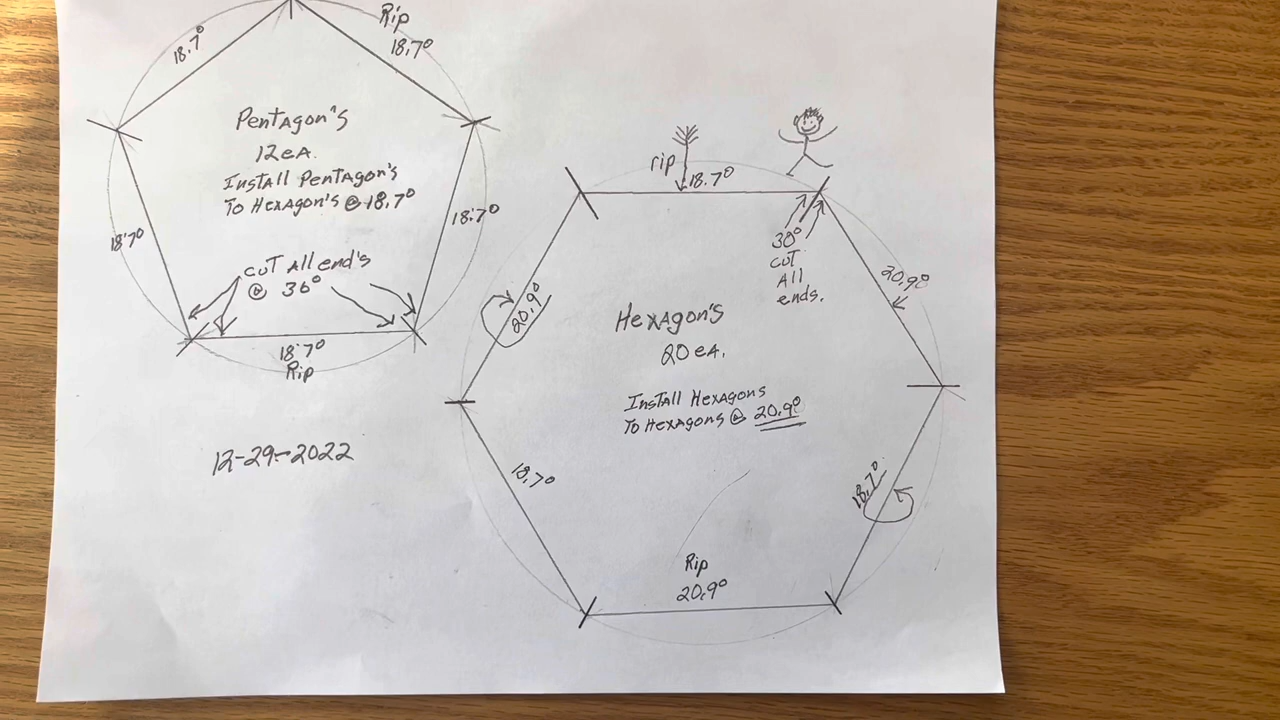 Rip
18.7°
18.7°
Pentagon's
12 eA.
Install Pentagon's
To Hexagon's @ 18.7°
18.7°
18.7°
cut All end's
@ 36°
18.7°
Rip
12-29-2022
rip
18.7°
30°
cut
All
ends.
20.9°
20.9°
Hexagon's
20 eA.
Install Hexagons
To Hexagons @ 20.9°
18.7°
18.7°
Rip
20.9°